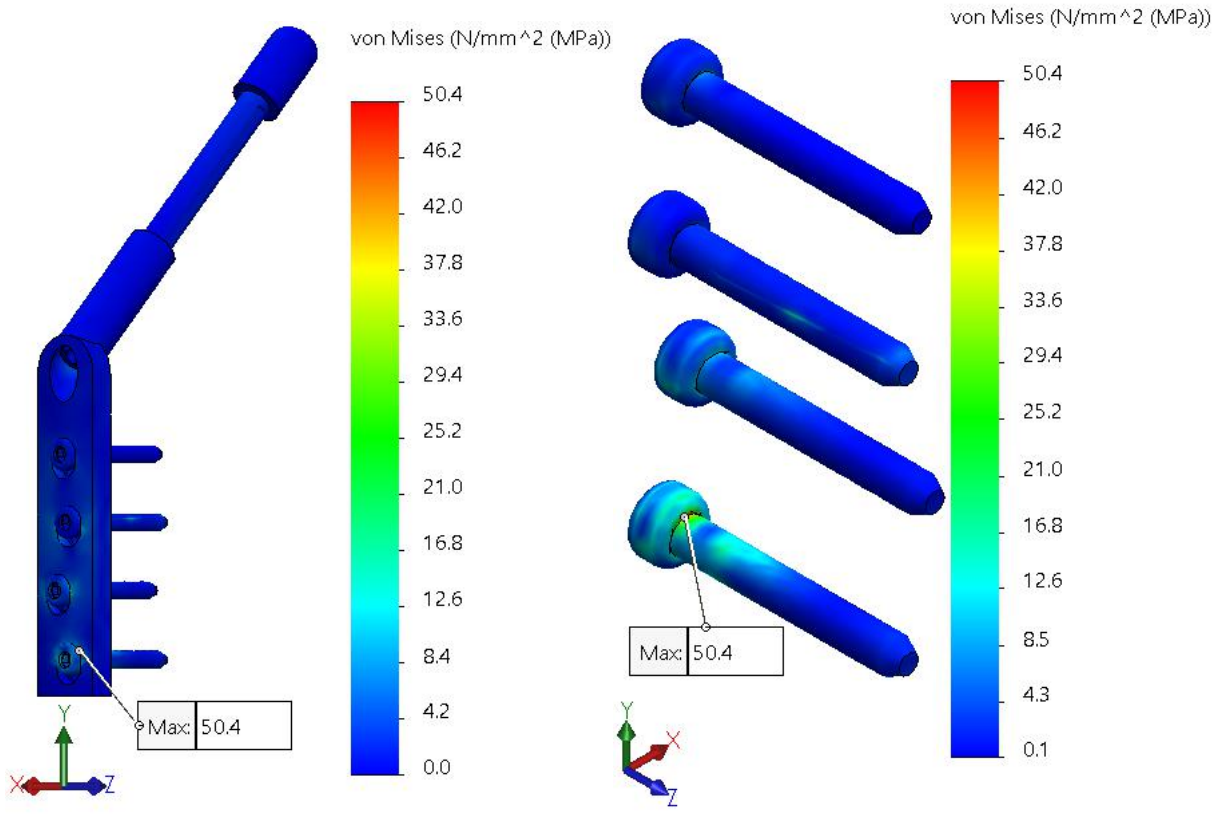 von Mises (N/mm^2 (MPa))
50.4
46.2
42.0
37.8
33.6
29.4
25.2
21.0
16.8
12.6
8.4
4.2
0.0
Max: 50.4
Y
X
Z
von Mises (N/mm^2 (MPa))
50.4
46.2
42.0
37.8
33.6
29.4
25.2
21.0
16.8
12.6
8.5
4.3
0.1
Max: 50.4
Y
X
Z